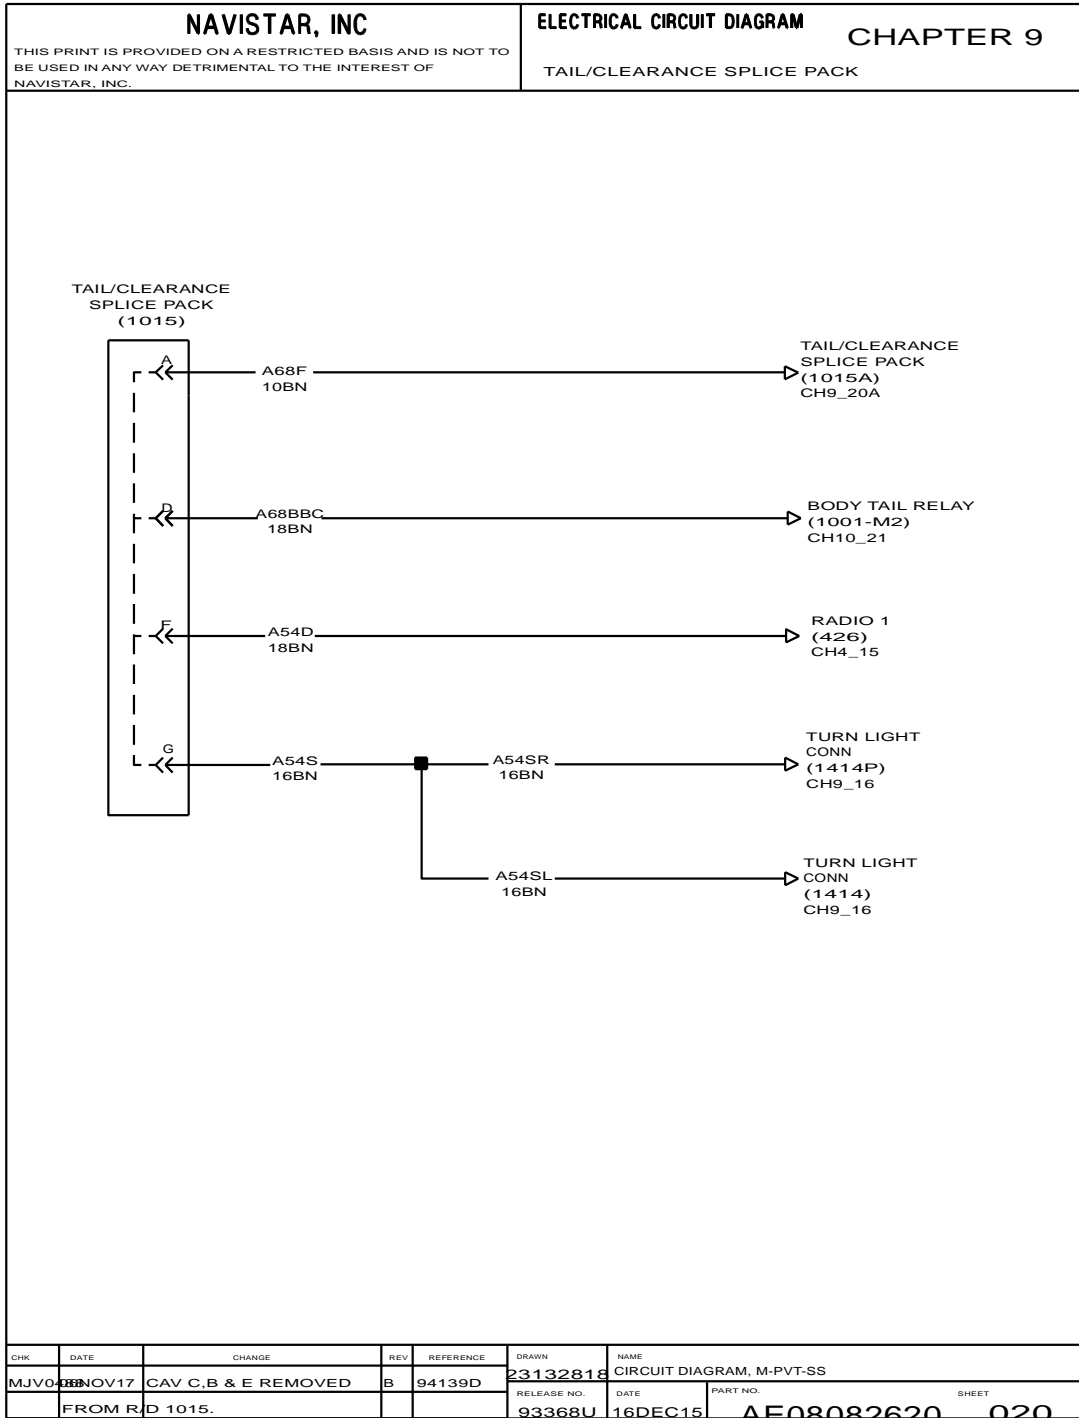 NAVISTAR, INC
THIS PRINT IS PROVIDED ON A RESTRICTED BASIS AND IS NOT TO
BE USED IN ANY WAY DETRIMENTAL TO THE INTEREST OF
NAVISTAR, INC.
ELECTRICAL CIRCUIT DIAGRAM
CHAPTER 9
TAIL/CLEARANCE SPLICE PACK
TAIL/CLEARANCE
SPLICE PACK
(1015)
A
A68F
10BN
TAIL/CLEARANCE
SPLICE PACK
(1015A)
CH9_20A
D
A68BBC
18BN
BODY TAIL RELAY
(1001-M2)
CH10_21
F
A54D
18BN
RADIO 1
(426)
CH4_15
G
A54S
16BN
A54SR
16BN
TURN LIGHT
CONN
(1414P)
CH9_16
A54SL
16BN
TURN LIGHT
CONN
(1414)
CH9_16
CHK DATE CHANGE REV REFERENCE
CAV C,B & E REMOVED B 94139D
FROM R/D 1015.
DRAWN
23132818
NAME
CIRCUIT DIAGRAM, M-PVT-SS
RELEASE NO.
93368U
DATE
16DEC15
PART NO.
AE08082620
SHEET
020